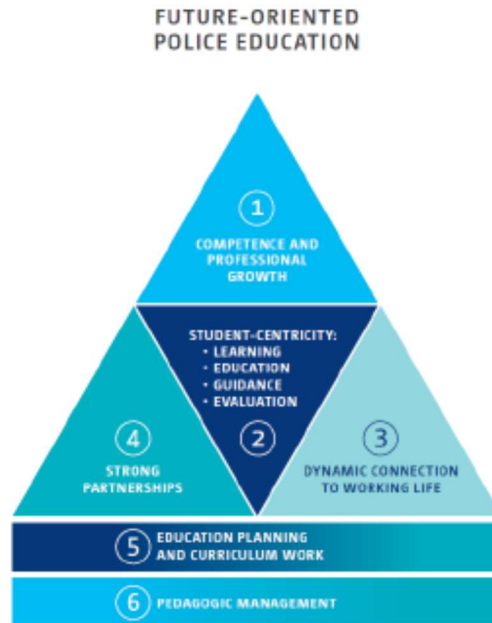 FUTURE-ORIENTED
POLICE EDUCATION
1
COMPETENCE AND
PROFESSIONAL
GROWTH
STUDENT-CENTRICITY:
• LEARNING
• EDUCATION
• GUIDANCE
• EVALUATION
2
3
DYNAMIC CONNECTION
TO WORKING LIFE
4
STRONG
PARTNERSHIPS
5 EDUCATION PLANNING
AND CURRICULUM WORK
6 PEDAGOGIC MANAGEMENT